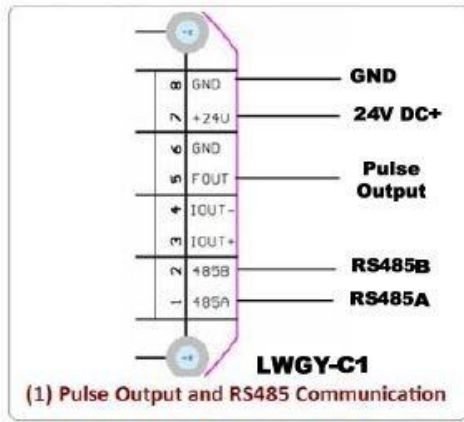 8 GND GND
7 +24V 24V DC+
6 GND
5 FOUT Pulse Output
4 IOUT-
3 IOUT+
2 485B RS485B
1 485A RS485A
LWGY-C1
(1) Pulse Output and RS485 Communication